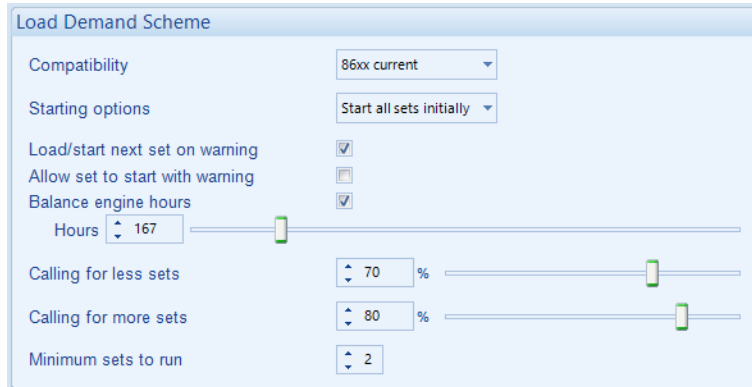 Load Demand Scheme
Compatibility 86xx current
Starting options Start all sets initially
Load/start next set on warning
Allow set to start with warning
Balance engine hours
Hours 167
Calling for less sets 70 %
Calling for more sets 80 %
Minimum sets to run 2